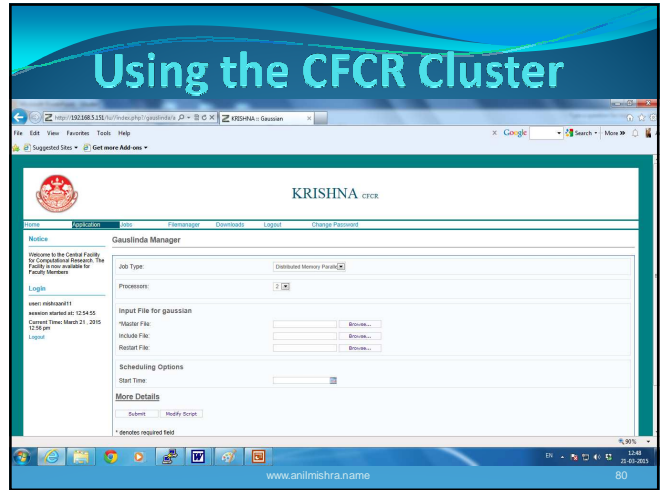 Using the CFCR Cluster
http://192.168.5.151
KRISHNA :: Gaussian
File Edit View Favorites Tools Help
Google Search More
Suggested Sites Get more Add-ons
KRISHNA CFCR
Home Application Jobs Filemanager Downloads Logout Change Password
Notice
Welcome to the Central Facility
for Computational Research. The
Facility is now available for
Faculty Members
Login
user: mishraanil11
session started at: 12:54:55
Current Time: March 21 , 2015
12:56 pm
Logout
Gauslinda Manager
Job Type: Distributed Memory Parallel
Processors: 2
Input File for gaussian
*Master File: Browse...
Include File: Browse...
Restart File: Browse...
Scheduling Options
Start Time:
More Details
Submit Modify Script
* denotes required field
90%
EN 12:48
21-03-2015
www.anilmishra.name 80